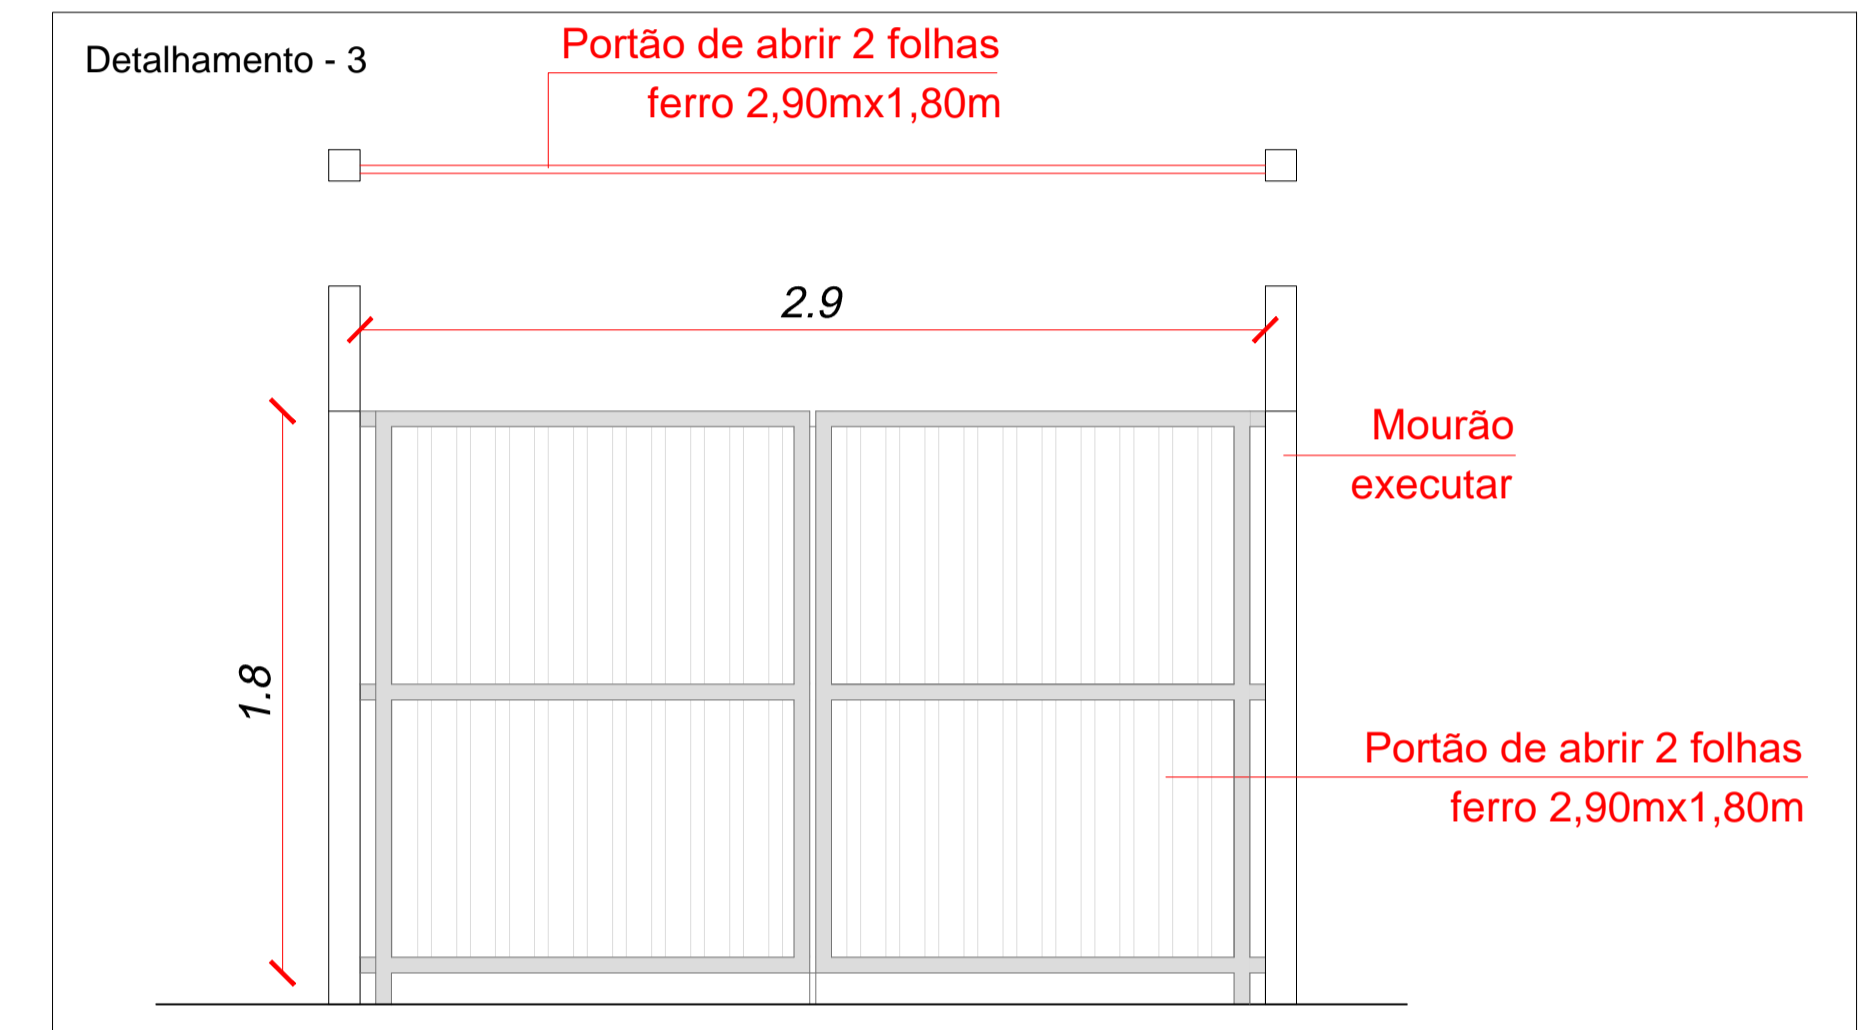 Detalhamento - 3
Portão de abrir 2 folhas
ferro 2,90mx1,80m
2.9
Mourão
executar
1.8
Portão de abrir 2 folhas
ferro 2,90mx1,80m